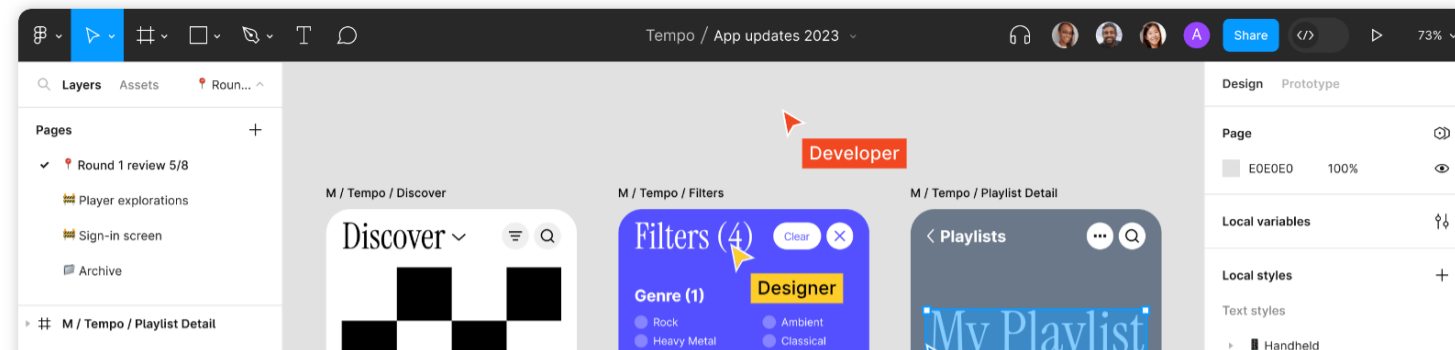 Tempo / App updates 2023
A
Share
</>
73%
Layers Assets Roun...
Pages
Round 1 review 5/8
Player explorations
Sign-in screen
Archive
M / Tempo / Playlist Detail
Developer
M / Tempo / Discover
Discover
M / Tempo / Filters
Filters (4)
Clear
Designer
Genre (1)
Rock
Ambient
Heavy Metal
Classical
M / Tempo / Playlist Detail
Playlists
My Playlist
Design Prototype
Page
E0E0E0 100%
Local variables
Local styles
Text styles
Handheld